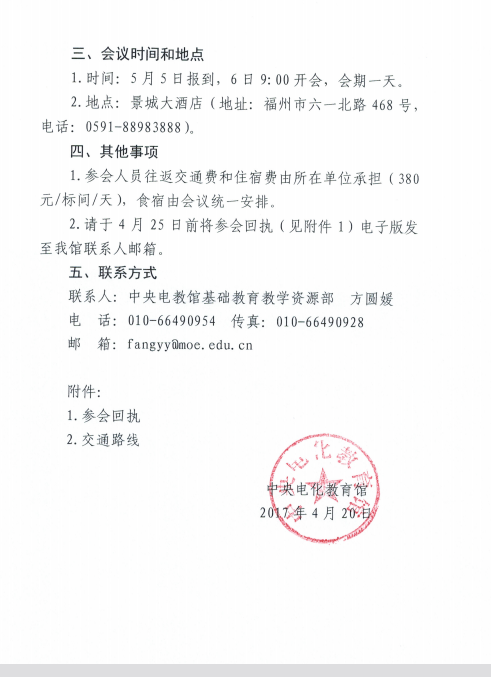 三、会议时间和地点
1.时间：5月5日报到，6日9:00开会，会期一天。
2.地点：景城大酒店（地址：福州市六一北路468号，
电话：0591-88983888）。
四、其他事项
1.参会人员往返交通费和住宿费由所在单位承担（380
元/标间/天），食宿由会议统一安排。
2.请于4月25日前将参会回执（见附件1）电子版发
至我馆联系人邮箱。
五、联系方式
联系人：中央电教馆基础教育教学资源部　方圆媛
电　话：010-66490954　传真：010-66490928
邮　箱：fangyy@moe.edu.cn
附件：
1.参会回执
2.交通路线
中央电化教育馆
中央电化教育馆
2017年4月20日